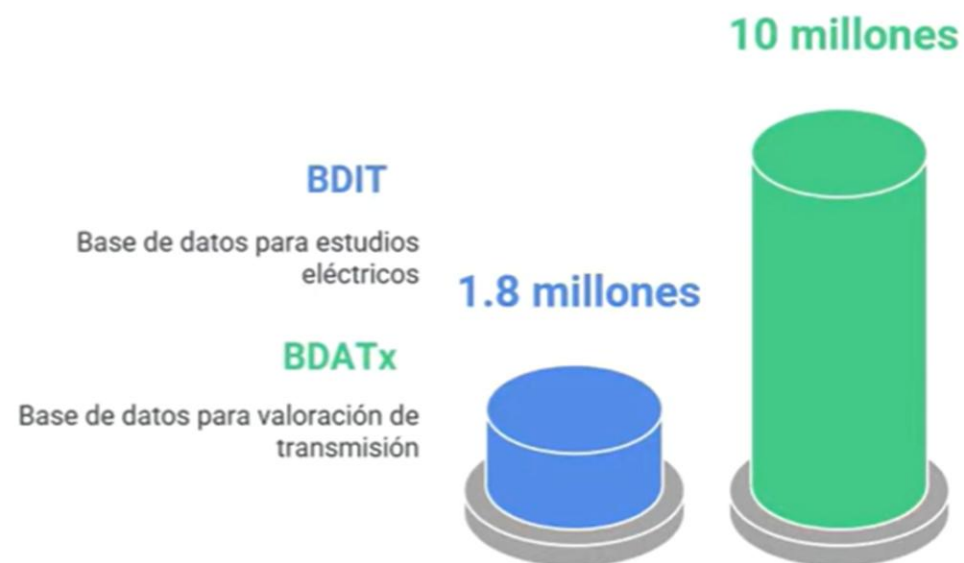 10 millones
BDIT
Base de datos para estudios
eléctricos
1.8 millones
BDATx
Base de datos para valoración de
transmisión